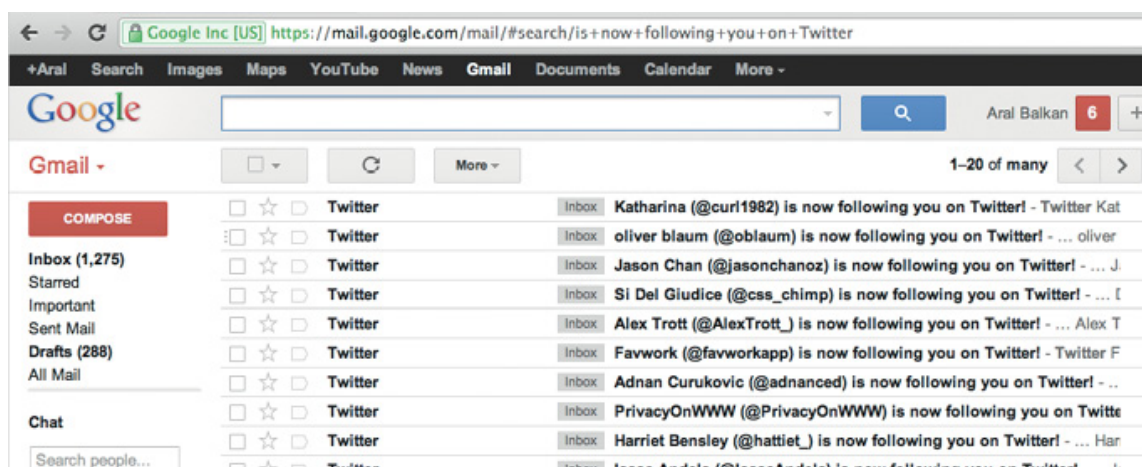 Google Inc [US] https://mail.google.com/mail/#search/is+now+following+you+on+Twitter
+Aral Search Images Maps YouTube News Gmail Documents Calendar More
Google Aral Balkan 6 +
Gmail More 1–20 of many
COMPOSE
Inbox (1,275)
Starred
Important
Sent Mail
Drafts (288)
All Mail
Chat
Search people...
Twitter Inbox Katharina (@curl1982) is now following you on Twitter! - Twitter Kat
Twitter Inbox oliver blaum (@oblaum) is now following you on Twitter! - ... oliver
Twitter Inbox Jason Chan (@jasonchanoz) is now following you on Twitter! - ... J
Twitter Inbox Si Del Giudice (@css_chimp) is now following you on Twitter! - ...
Twitter Inbox Alex Trott (@AlexTrott_) is now following you on Twitter! - ... Alex T
Twitter Inbox Favwork (@favworkapp) is now following you on Twitter! - Twitter F
Twitter Inbox Adnan Curukovic (@adnanced) is now following you on Twitter! - ..
Twitter Inbox PrivacyOnWWW (@PrivacyOnWWW) is now following you on Twitte
Twitter Inbox Harriet Bensley (@hattiet_) is now following you on Twitter! - ... Har